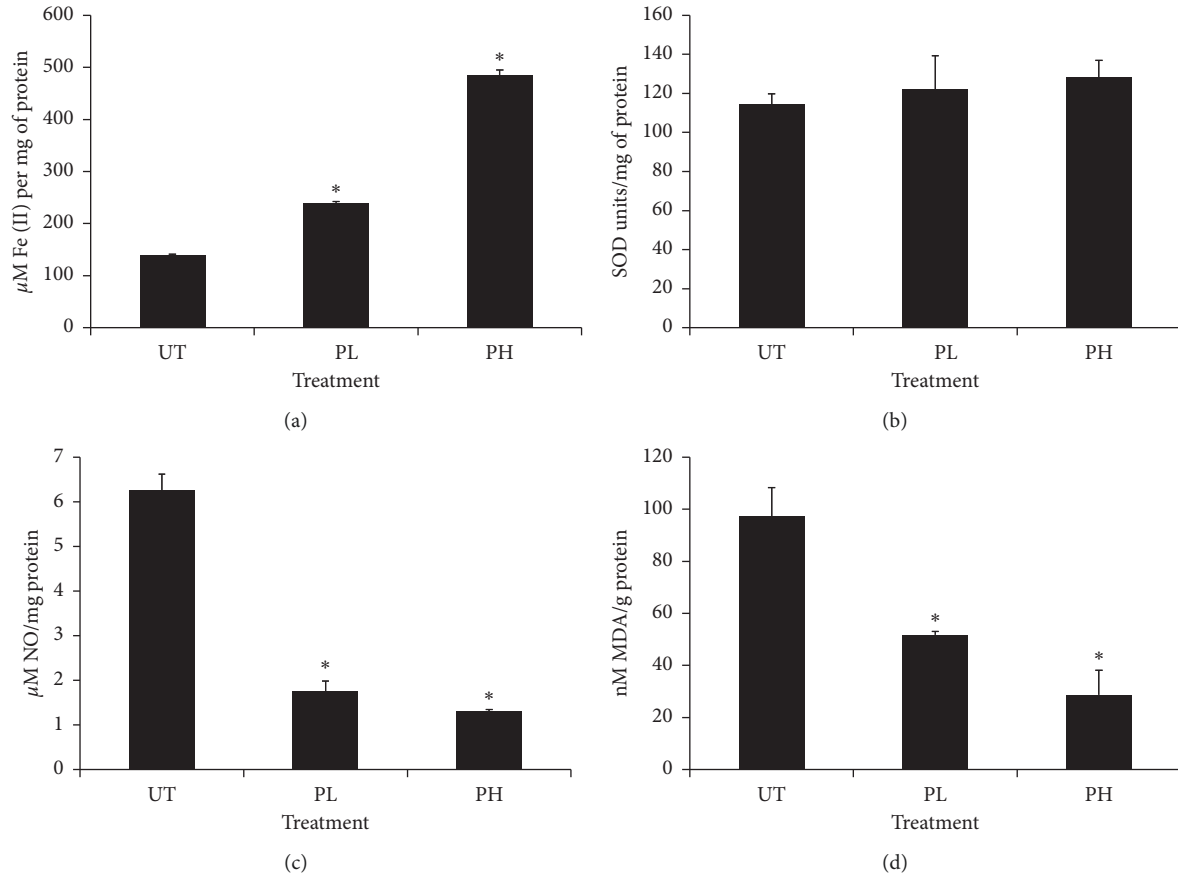 µM Fe (II) per mg of protein
600
500
400
300
200
100
0
*
*
UT PL PH
Treatment
(a)
SOD units/mg of protein
160
140
120
100
80
60
40
20
0
UT PL PH
Treatment
(b)
µM NO/mg protein
7
6
5
4
3
2
1
0
*
*
UT PL PH
Treatment
(c)
nM MDA/g protein
120
100
80
60
40
20
0
*
*
UT PL PH
Treatment
(d)